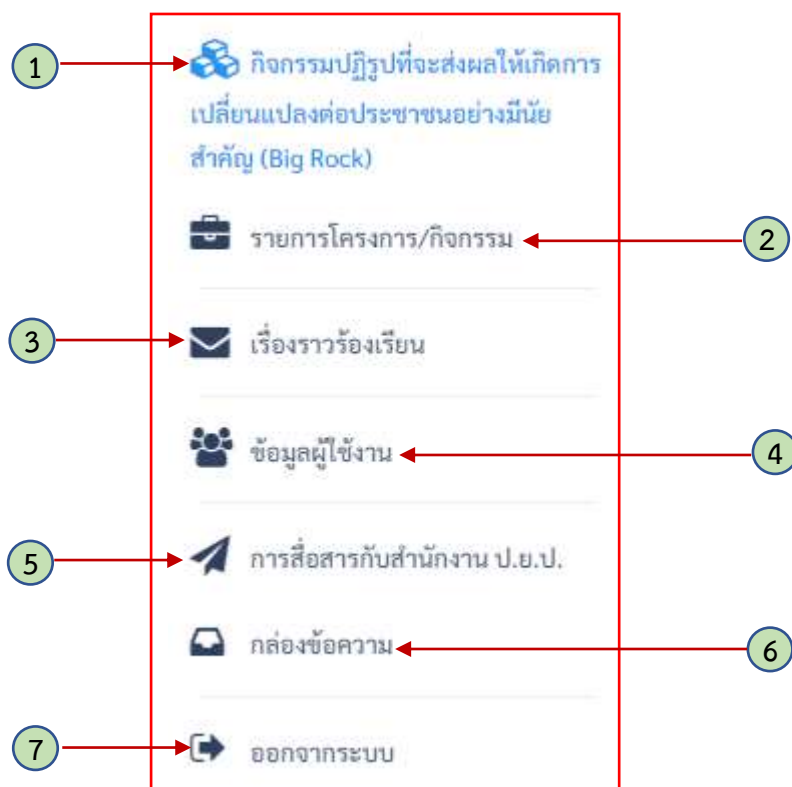 1
กิจกรรมปฏิรูปที่จะส่งผลให้เกิดการ
เปลี่ยนแปลงต่อประชาชนอย่างมีนัย
สำคัญ (Big Rock)
รายการโครงการ/กิจกรรม
2
3
เรื่องราวร้องเรียน
ข้อมูลผู้ใช้งาน
4
5
การสื่อสารกับสำนักงาน ป.ย.ป.
กล่องข้อความ
6
7
ออกจากระบบ